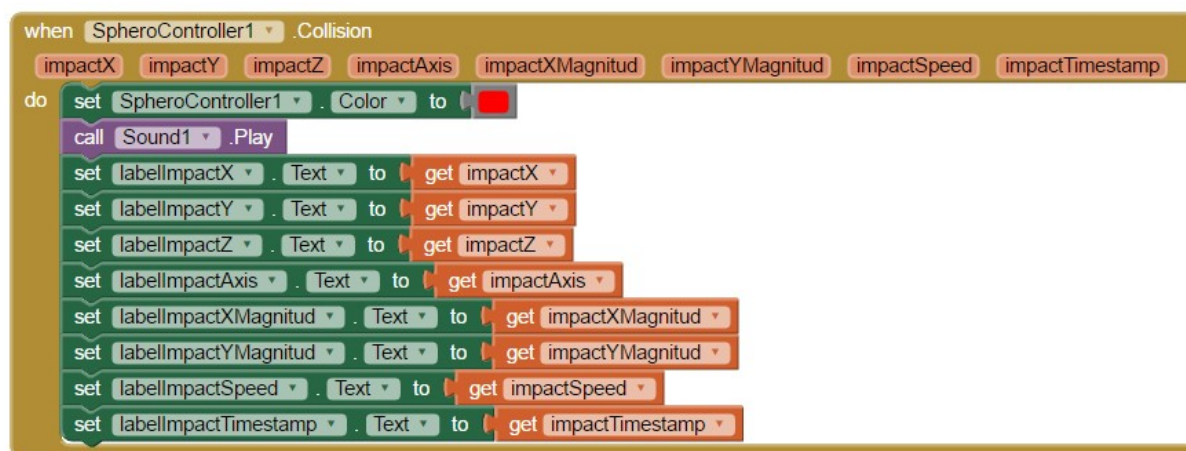 when SpheroController1 .Collision
impactX impactY impactZ impactAxis impactXMagnitud impactYMagnitud impactSpeed impactTimestamp
do set SpheroController1 . Color to
call Sound1 .Play
set labelImpactX . Text to get impactX
set labelImpactY . Text to get impactY
set labelImpactZ . Text to get impactZ
set labelImpactAxis . Text to get impactAxis
set labelImpactXMagnitud . Text to get impactXMagnitud
set labelImpactYMagnitud . Text to get impactYMagnitud
set labelImpactSpeed . Text to get impactSpeed
set labelImpactTimestamp . Text to get impactTimestamp